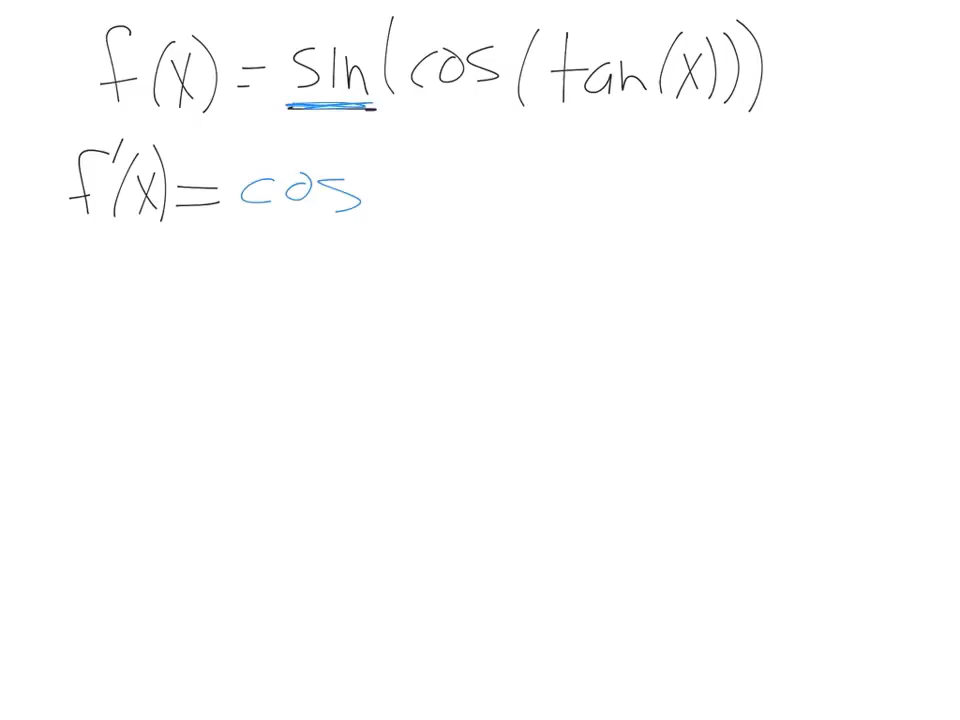 f(x) = sin(cos(tan(x)))
f'(x) = cos